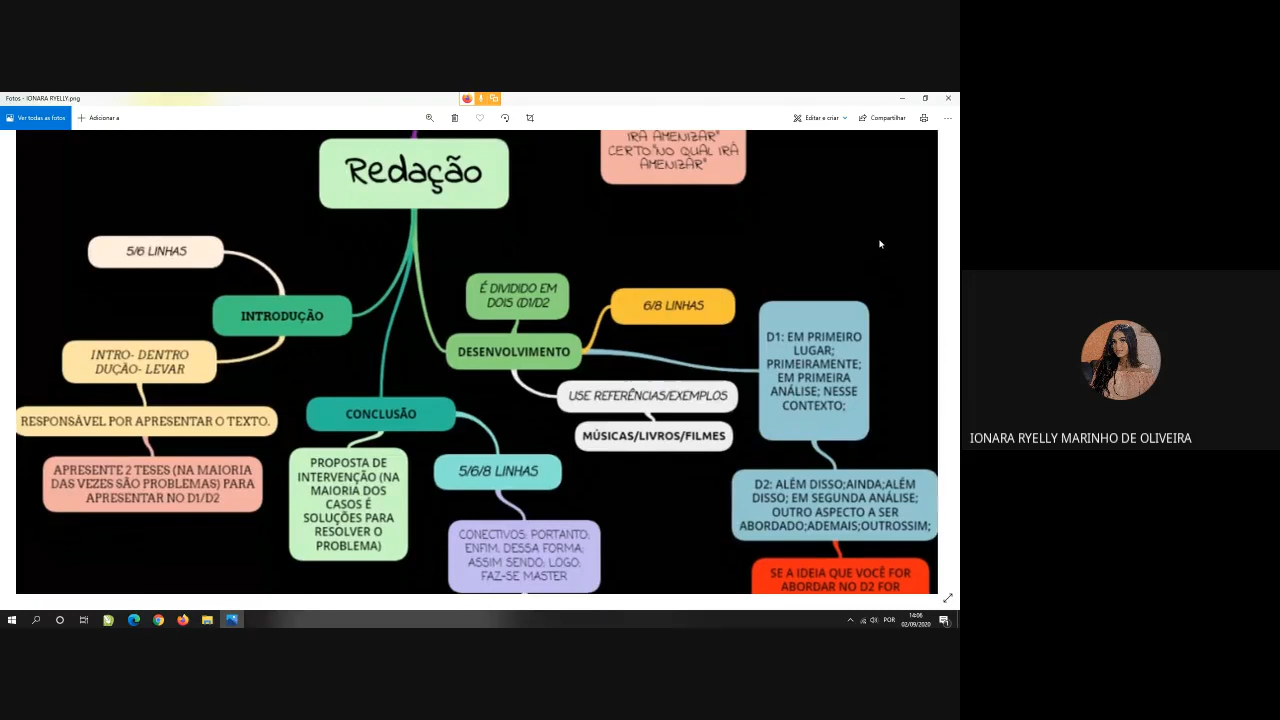 Fotos - IONARA RYELLY.png
Ver todas as fotos
Adicionar a
Editar e criar
Compartilhar
IRÁ AMENIZAR"
CERTO"NO QUAL IRÁ
AMENIZAR"
Redação
5/6 LINHAS
INTRODUÇÃO
INTRO- DENTRO
DUÇÃO- LEVAR
RESPONSÁVEL POR APRESENTAR O TEXTO.
APRESENTE 2 TESES (NA MAIORIA
DAS VEZES SÃO PROBLEMAS) PARA
APRESENTAR NO D1/D2
CONCLUSÃO
PROPOSTA DE
INTERVENÇÃO (NA
MAIORIA DOS
CASOS É
SOLUÇÕES PARA
RESOLVER O
PROBLEMA)
5/6/8 LINHAS
CONECTIVOS: PORTANTO;
ENFIM; DESSA FORMA;
ASSIM SENDO; LOGO;
FAZ-SE MASTER
É DIVIDIDO EM
DOIS (D1/D2
DESENVOLVIMENTO
6/8 LINHAS
USE REFERÊNCIAS/EXEMPLOS
MÚSICAS/LIVROS/FILMES
D1: EM PRIMEIRO
LUGAR;
PRIMEIRAMENTE;
EM PRIMEIRA
ANÁLISE; NESSE
CONTEXTO;
D2: ALÉM DISSO;AINDA;ALÉM
DISSO; EM SEGUNDA ANÁLISE;
OUTRO ASPECTO A SER
ABORDADO;ADEMAIS;OUTROSSIM;
SE A IDEIA QUE VOCÊ FOR
ABORDAR NO D2 FOR
IONARA RYELLY MARINHO DE OLIVEIRA
POR
14:06
02/09/2020